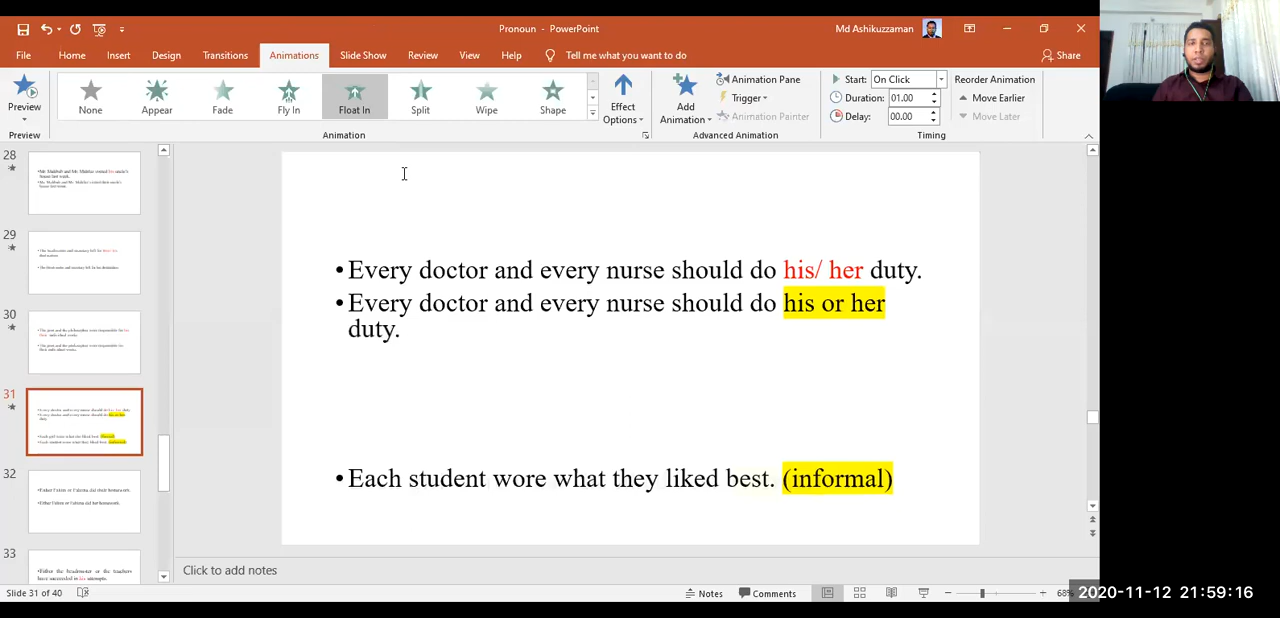 Pronoun - PowerPoint
Md Ashikuzzaman
File Home Insert Design Transitions Animations Slide Show Review View Help Tell me what you want to do Share
Preview
None Appear Fade Fly In Float In Split Wipe Shape
Effect Options
Add Animation
Animation Pane
Trigger
Animation Painter
Start: On Click
Duration: 01.00
Delay: 00.00
Reorder Animation
Move Earlier
Move Later
Preview Animation Advanced Animation Timing
28
29
30
31
32
33
•Every doctor and every nurse should do his/ her duty.
•Every doctor and every nurse should do his or her
duty.
•Each student wore what they liked best. (informal)
Click to add notes
Slide 31 of 40
Notes Comments 68%
2020-11-12 21:59:16